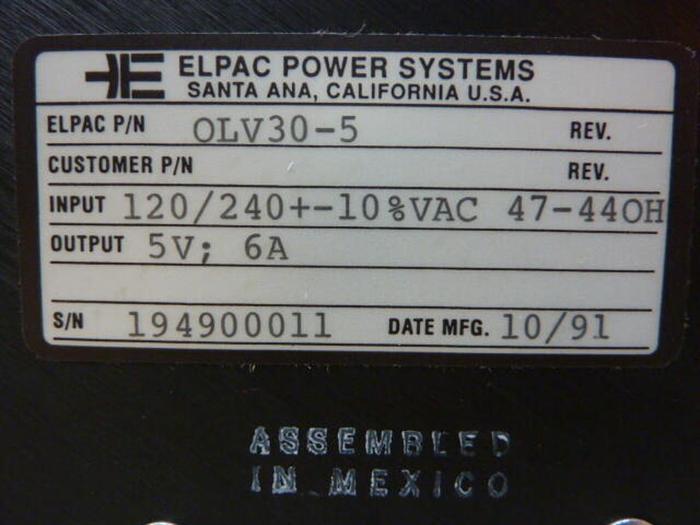 ELPAC POWER SYSTEMS
SANTA ANA, CALIFORNIA U.S.A.
ELPAC P/N OLV30-5 REV.
CUSTOMER P/N REV.
INPUT 120/240+-10%VAC 47-440H
OUTPUT 5V; 6A
S/N 194900011 DATE MFG. 10/91
ASSEMBLED
IN MEXICO